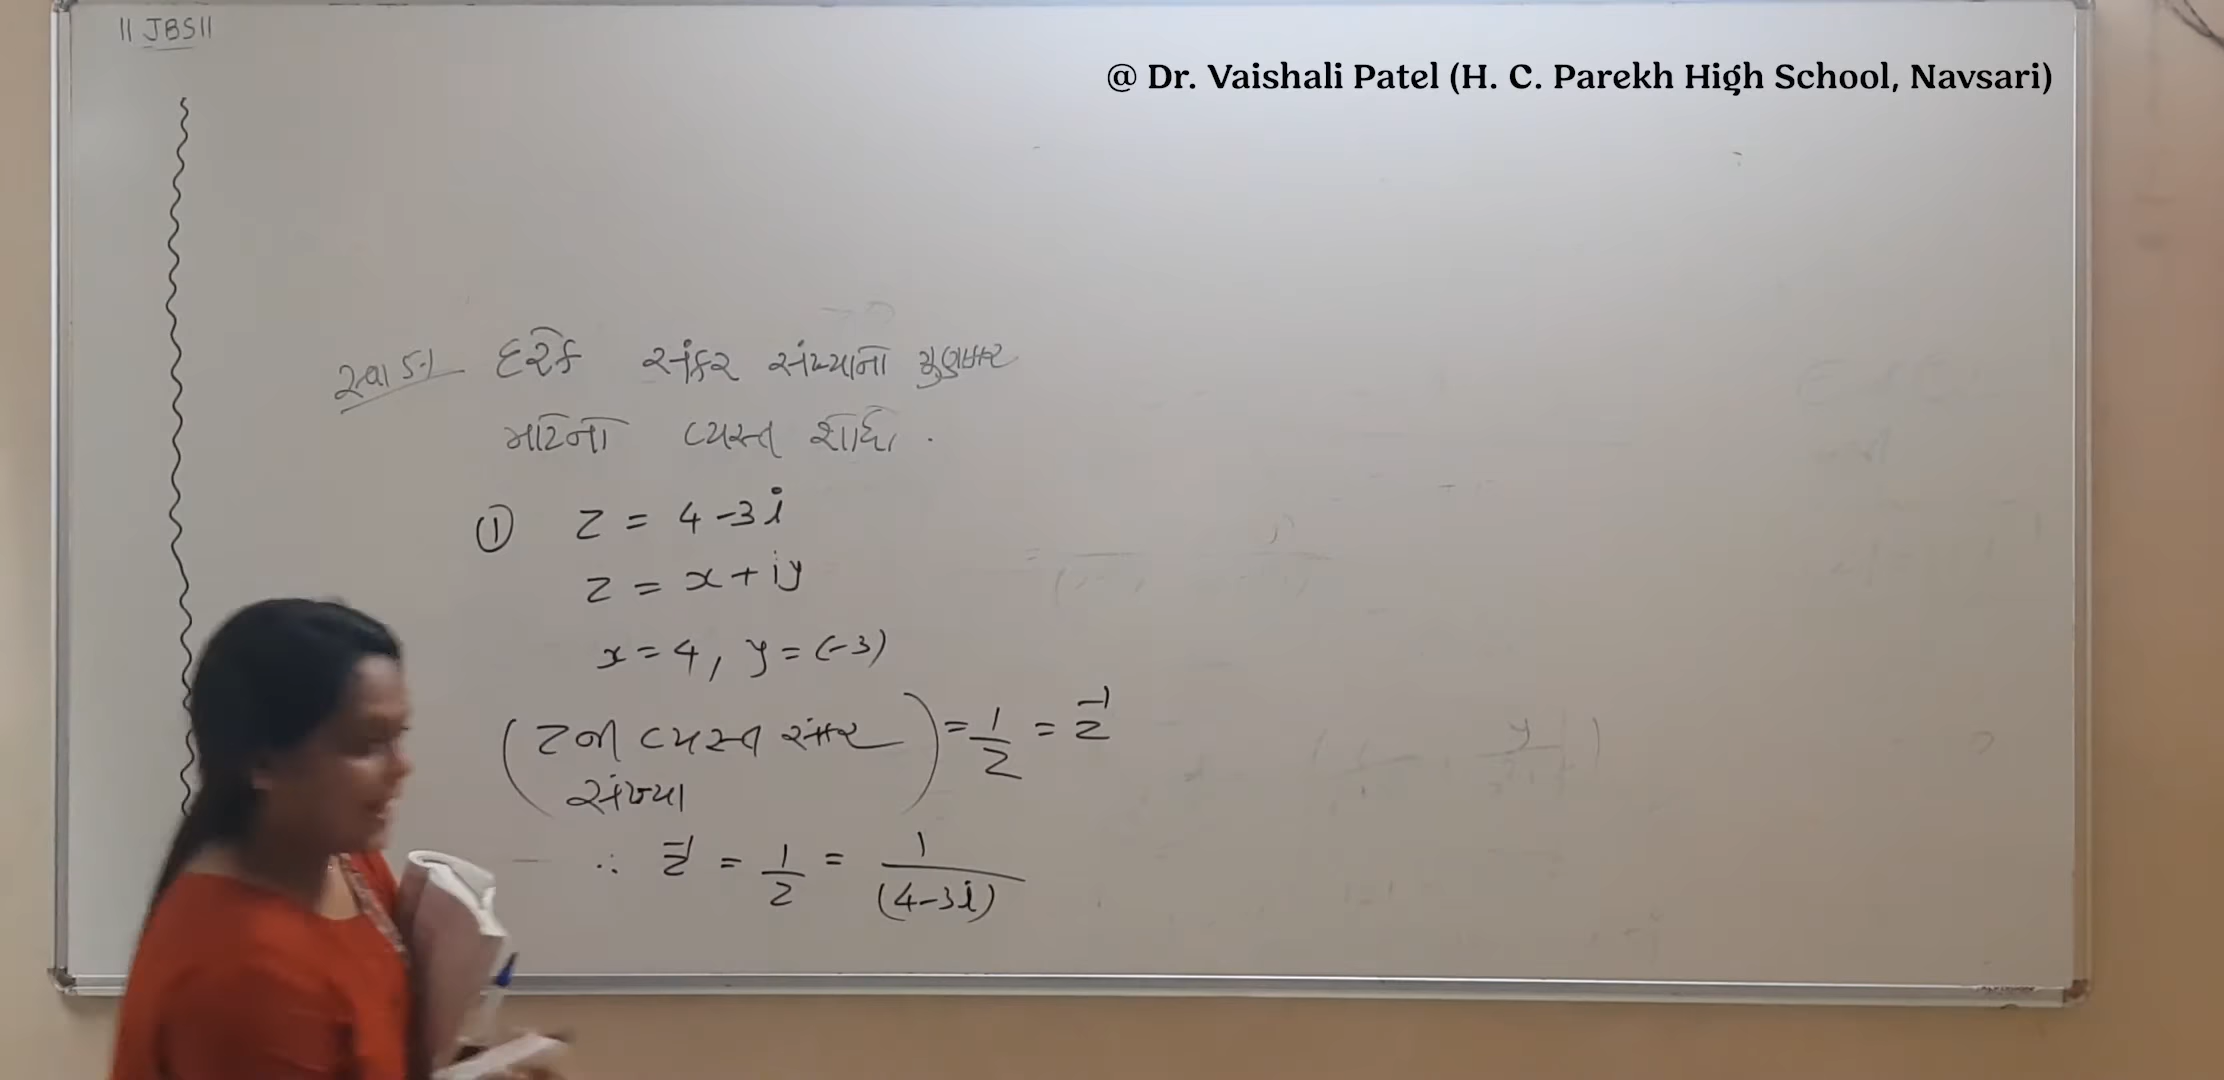 || JBS ||
@ Dr. Vaishali Patel (H. C. Parekh High School, Navsari)
સ્વા 5.1 દરેક સંકર સંખ્યાનો ગુણાકાર
માટેનો વ્યસ્ત શોધો.
① z = 4-3i
z = x+iy
x=4, y=(-3)
(z નો વ્યસ્ત સંકર સંખ્યા) = 1/z = z⁻¹
∴ z⁻¹ = 1/z = 1/(4-3i)